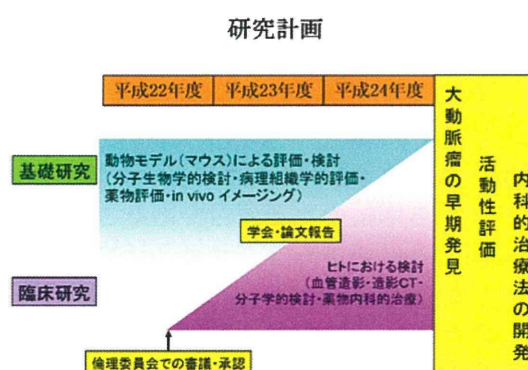 研究計画
平成22年度
平成23年度
平成24年度
基礎研究
動物モデル(マウス)による評価・検討
(分子生物学的検討・病理組織学的評価・
薬物評価・in vivo イメージング)
学会・論文報告
臨床研究
ヒトにおける検討
(血管造影・造影CT・
分子学的検討・薬物内科的治療)
倫理委員会での審議・承認
大動脈瘤の早期発見
活動性評価
内科的治療法の開発